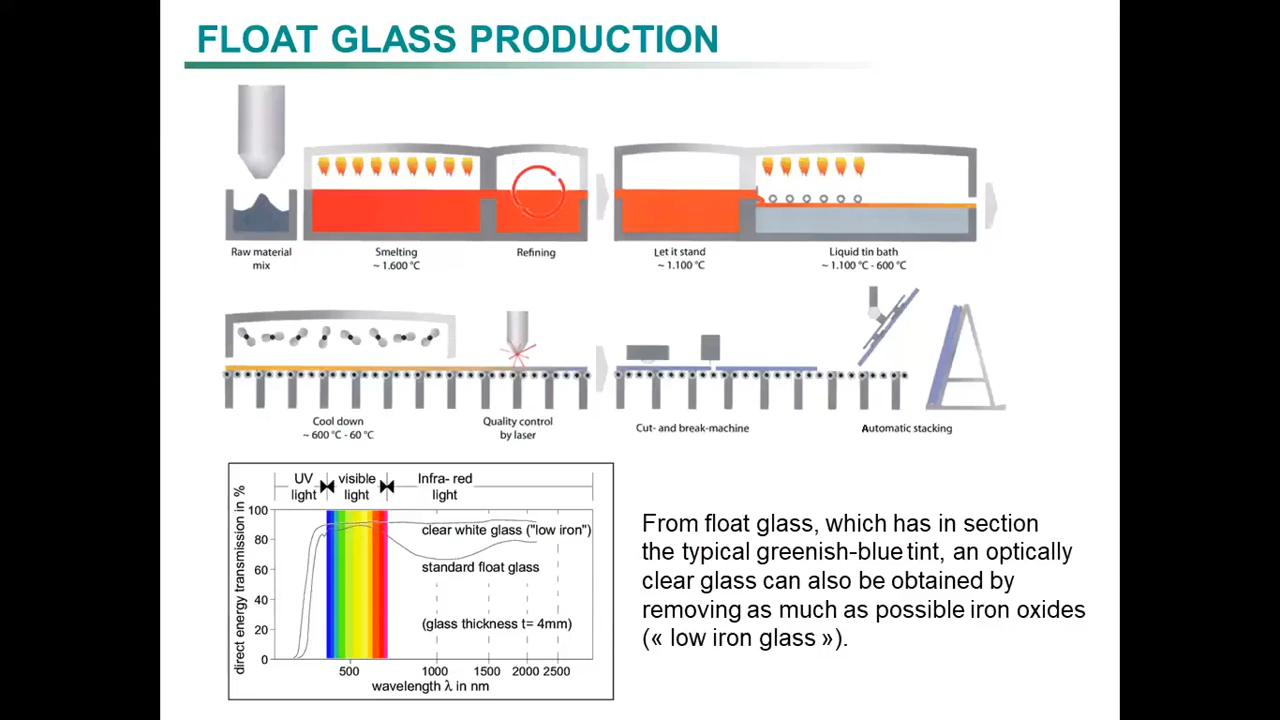 FLOAT GLASS PRODUCTION
Raw material
mix
Smelting
~ 1.600 °C
Refining
Let it stand
~ 1.100 °C
Liquid tin bath
~ 1.100 °C - 600 °C
Cool down
~ 600 °C - 60 °C
Quality control
by laser
Cut- and break-machine
Automatic stacking
UV
light
visible
light
Infra- red
light
direct energy transmission in %
100
80
60
40
20
0
clear white glass ("low iron")
standard float glass
(glass thickness t= 4mm)
500
1000
1500
2000
2500
wavelength λ in nm
From float glass, which has in section
the typical greenish-blue tint, an optically
clear glass can also be obtained by
removing as much as possible iron oxides
(« low iron glass »).